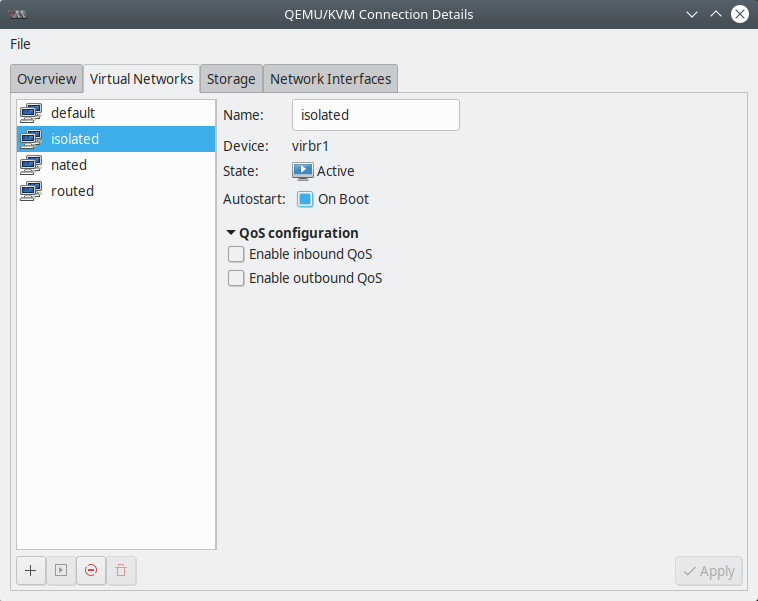 QEMU/KVM Connection Details
File
Overview Virtual Networks Storage Network Interfaces
default
isolated
nated
routed
Name: isolated
Device: virbr1
State: Active
Autostart: On Boot
QoS configuration
Enable inbound QoS
Enable outbound QoS
Apply